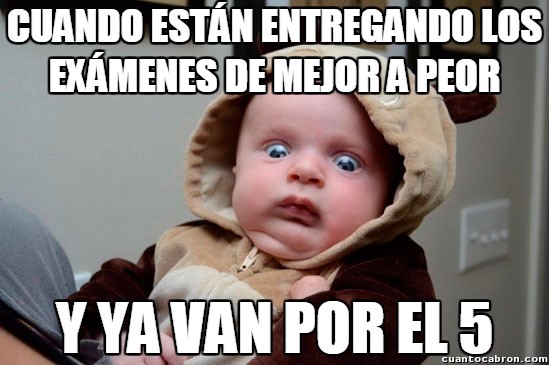 CUANDO ESTÁN ENTREGANDO LOS
EXÁMENES DE MEJOR A PEOR
Y YA VAN POR EL 5
cuantocabron.com